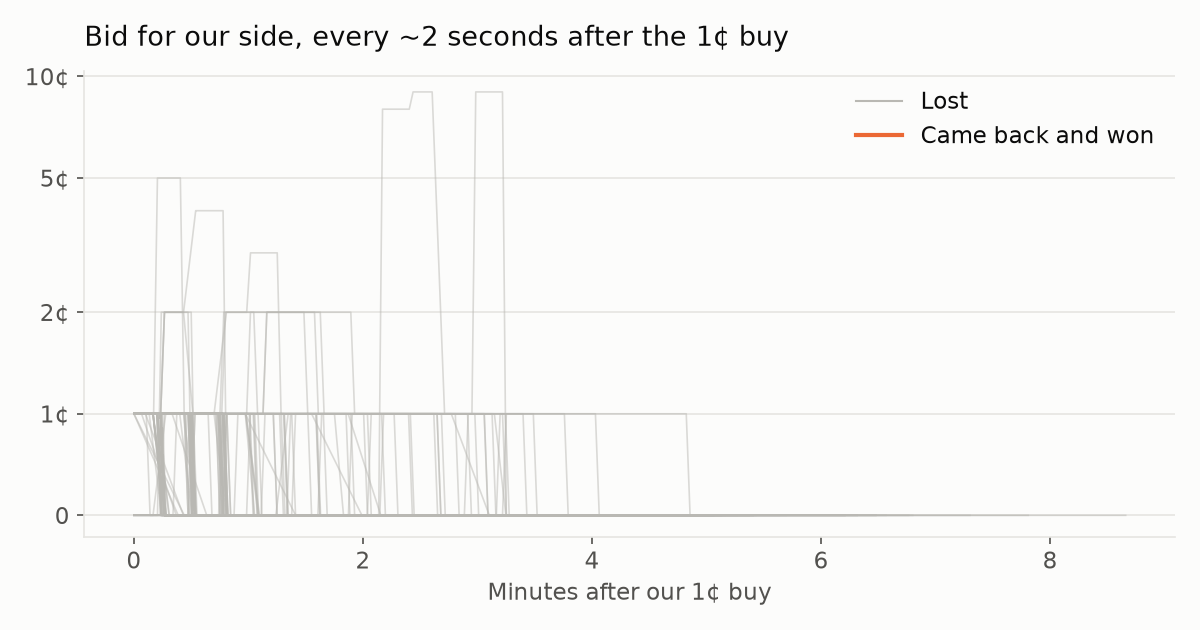 Bid for our side, every ~2 seconds after the 1¢ buy
10¢
Lost
Came back and won
5¢
2¢
1¢
0
0 2 4 6 8
Minutes after our 1¢ buy